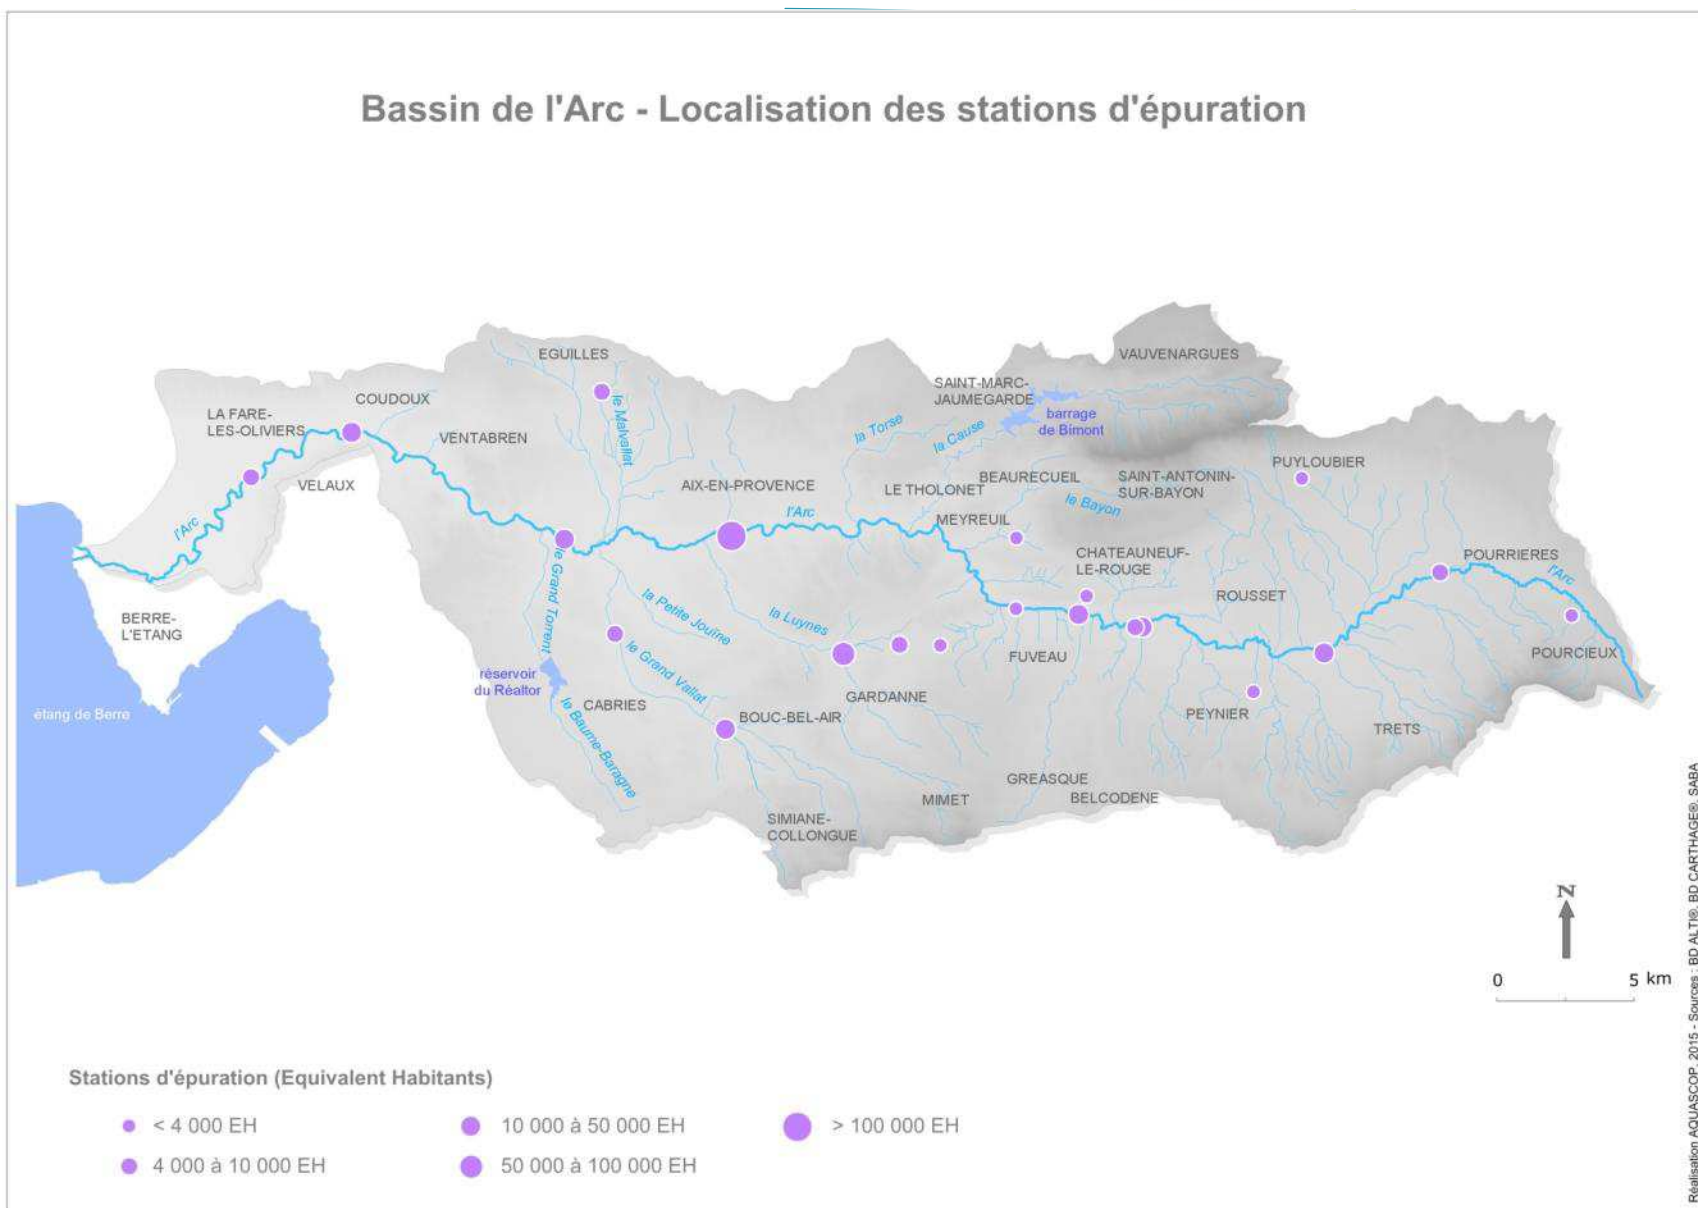 Bassin de l'Arc - Localisation des stations d'épuration
EGUILLES
VAUVENARGUES
COUDOUX
SAINT-MARC-
JAUMEGARDE
LA FARE-
LES-OLIVIERS
barrage
de Bimont
le Malvallat
la Torse
la Cause
VENTABREN
PUYLOUBIER
VELAUX
AIX-EN-PROVENCE
LE THOLONET
BEAURECUEIL
SAINT-ANTONIN-
SUR-BAYON
le Bayon
l'Arc
l'Arc
MEYREUIL
CHATEAUNEUF-
LE-ROUGE
POURRIERES
l'Arc
le Grand Torrent
la Petite Jouïne
la Luynes
ROUSSET
BERRE-
L'ETANG
le Grand Vallat
FUVEAU
POURCIEUX
réservoir
du Réaltor
CABRIES
GARDANNE
étang de Berre
la Baume-Baragne
BOUC-BEL-AIR
PEYNIER
TRETS
GREASQUE
MIMET
BELCODENE
SIMIANE-
COLLONGUE
N
0 5 km
Réalisation AQUASCOP, 2015 - Sources : BD ALTI®, BD CARTHAGE®, SABA
Stations d'épuration (Equivalent Habitants)
< 4 000 EH
10 000 à 50 000 EH
> 100 000 EH
4 000 à 10 000 EH
50 000 à 100 000 EH